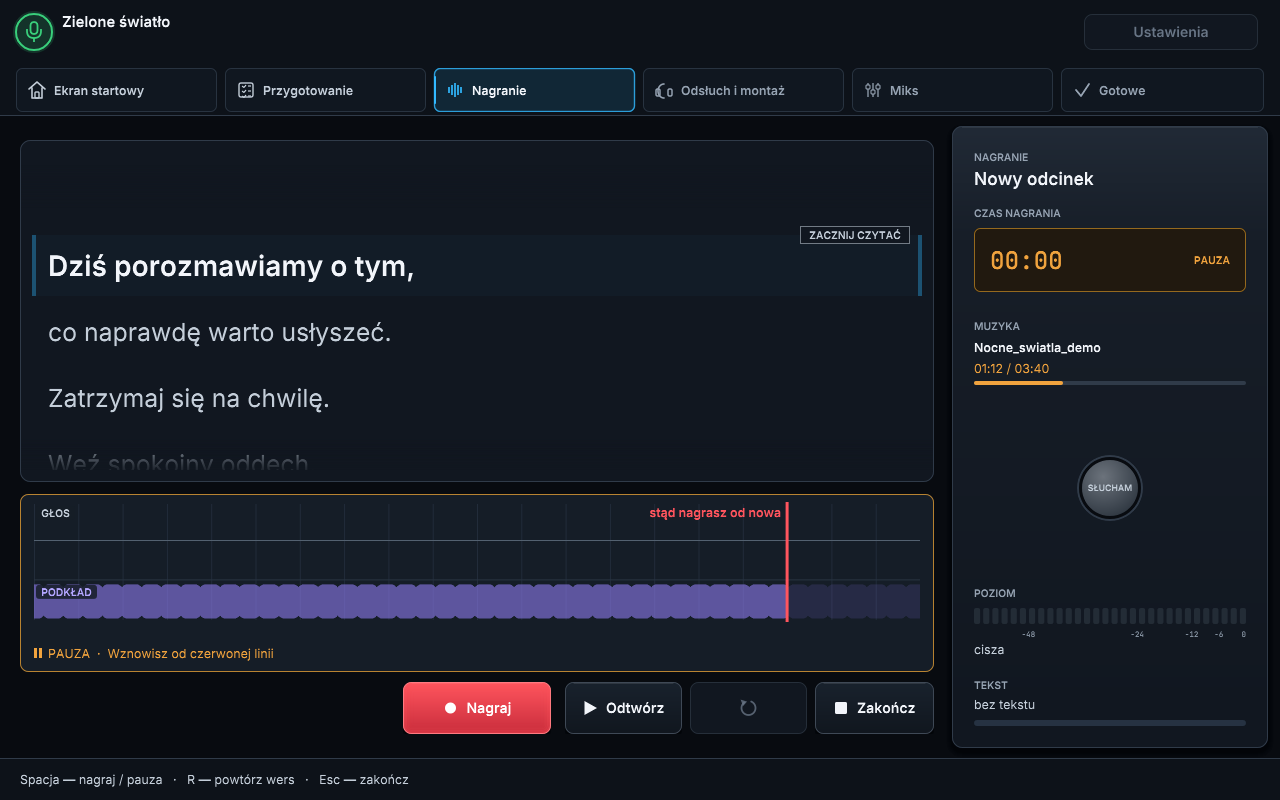 Zielone światło
Ustawienia
Ekran startowy
Przygotowanie
Nagranie
Odsłuch i montaż
Miks
Gotowe
ZACZNIJ CZYTAĆ
Dziś porozmawiamy o tym,
co naprawdę warto usłyszeć.
Zatrzymaj się na chwilę.
Weź spokojny oddech
GŁOS
stąd nagrasz od nowa
PODKŁAD
PAUZA · Wznowisz od czerwonej linii
Nagraj
Odtwórz
Zakończ
NAGRANIE
Nowy odcinek
CZAS NAGRANIA
00:00
PAUZA
MUZYKA
Nocne_swiatla_demo
01:12 / 03:40
SŁUCHAM
POZIOM
-48 -24 -12 -6 0
cisza
TEKST
bez tekstu
Spacja — nagraj / pauza · R — powtórz wers · Esc — zakończ